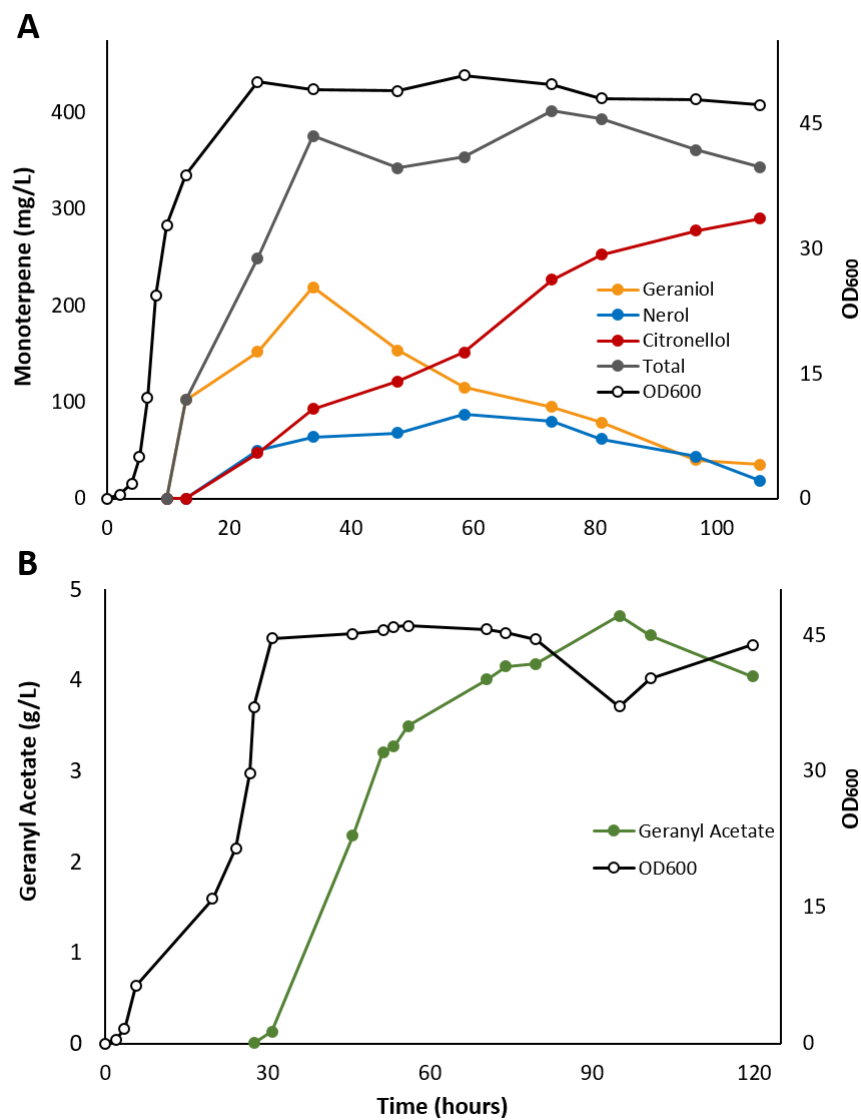 A
Monoterpene (mg/L)
400
300
200
100
0
0
20
40
60
80
100
45
30
15
0
OD600
Geraniol
Nerol
Citronellol
Total
OD600
B
Geranyl Acetate (g/L)
5
4
3
2
1
0
0
30
60
90
120
45
30
15
0
OD600
Geranyl Acetate
OD600
Time (hours)